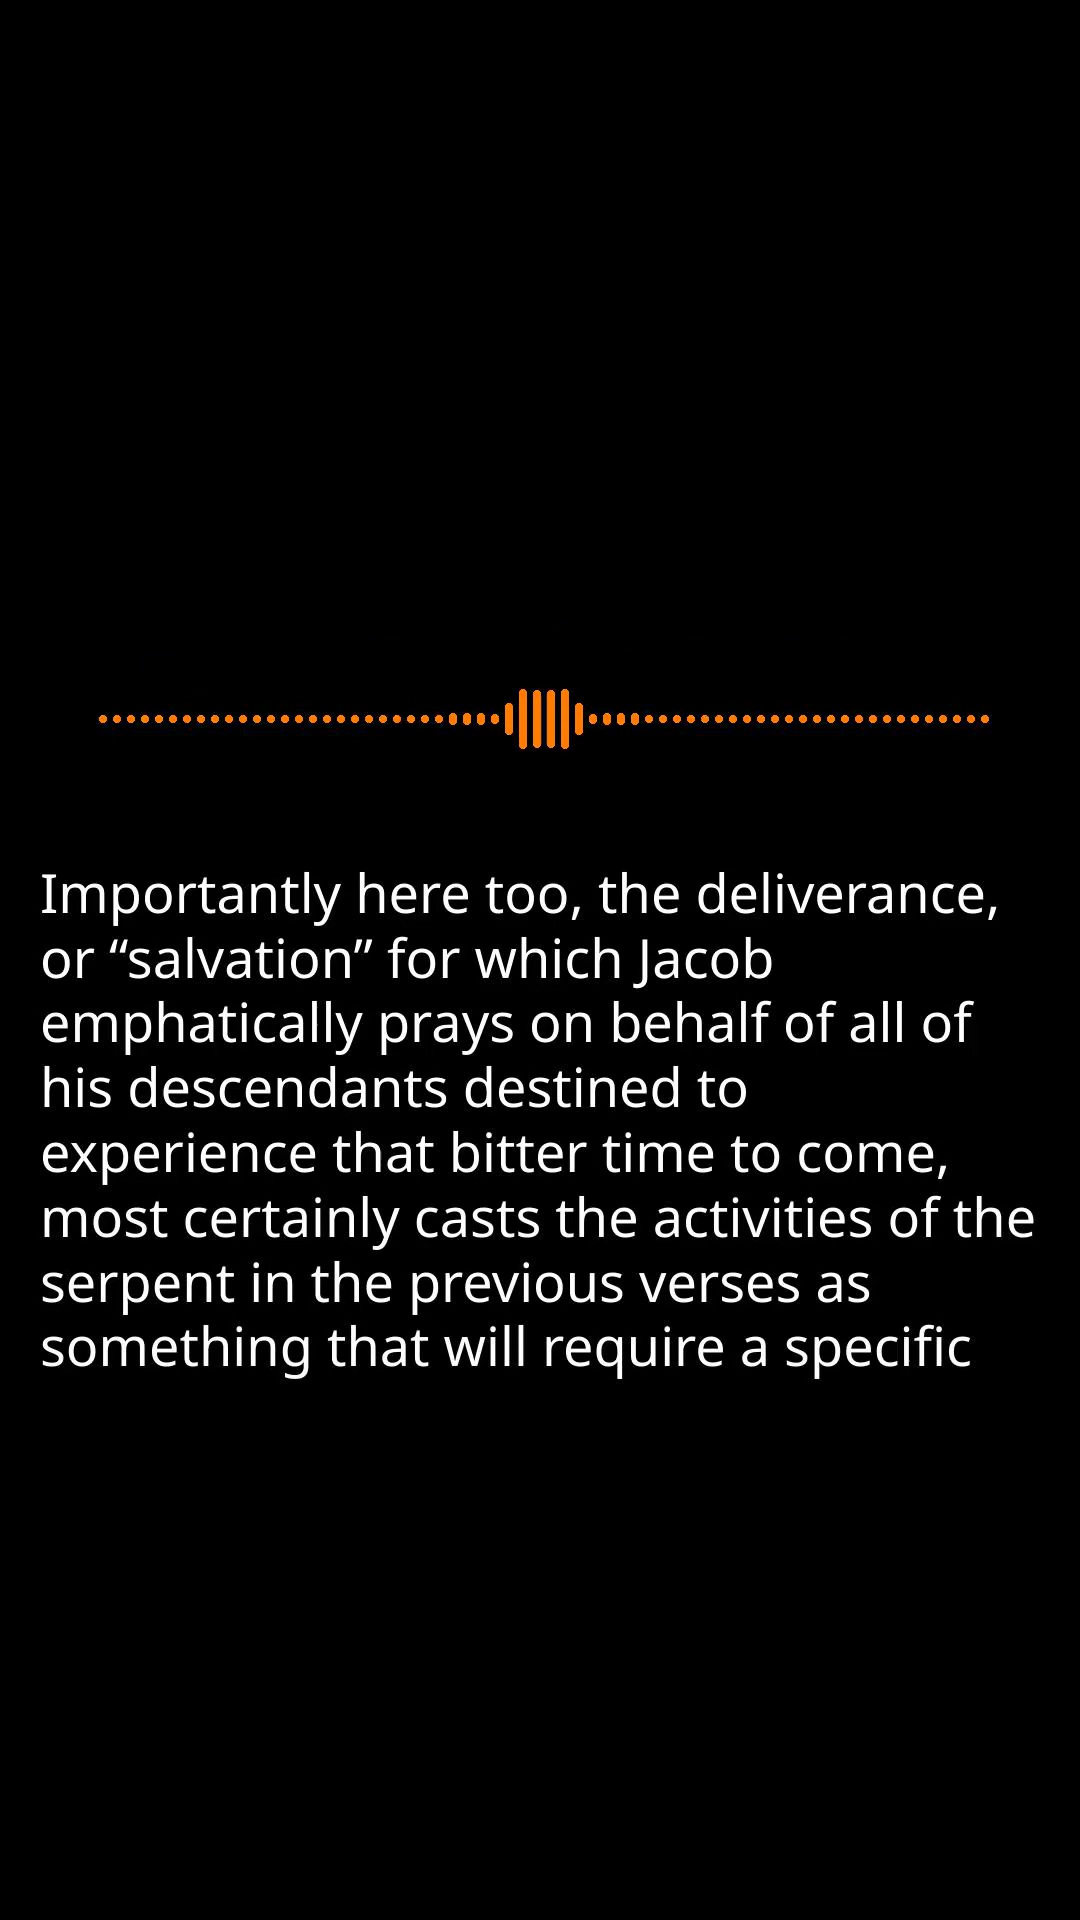 Importantly here too, the deliverance,
or “salvation” for which Jacob
emphatically prays on behalf of all of
his descendants destined to
experience that bitter time to come,
most certainly casts the activities of the
serpent in the previous verses as
something that will require a specific